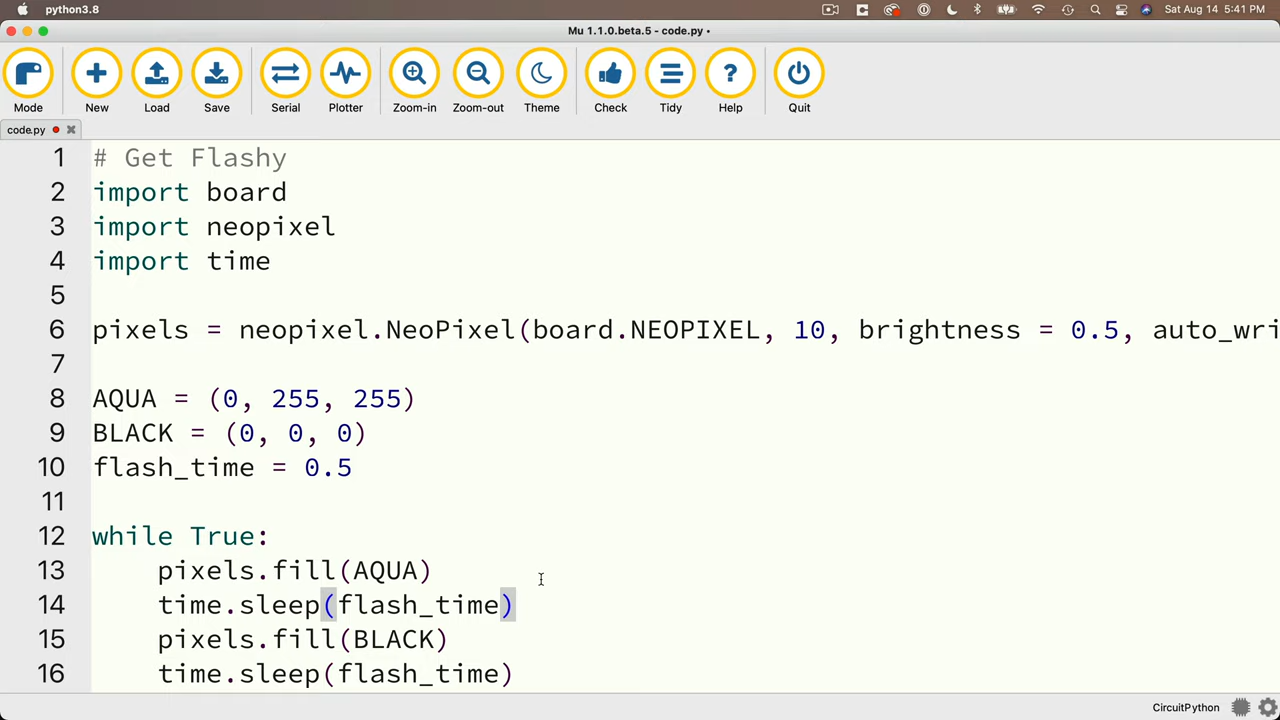 python3.8
Sat Aug 14 5:41 PM
Mu 1.1.0.beta.5 - code.py •
Mode New Load Save Serial Plotter Zoom-in Zoom-out Theme Check Tidy Help Quit
code.py
1 # Get Flashy
2 import board
3 import neopixel
4 import time
5
6 pixels = neopixel.NeoPixel(board.NEOPIXEL, 10, brightness = 0.5, auto_wri
7
8 AQUA = (0, 255, 255)
9 BLACK = (0, 0, 0)
10 flash_time = 0.5
11
12 while True:
13     pixels.fill(AQUA)
14     time.sleep(flash_time)
15     pixels.fill(BLACK)
16     time.sleep(flash_time)
CircuitPython